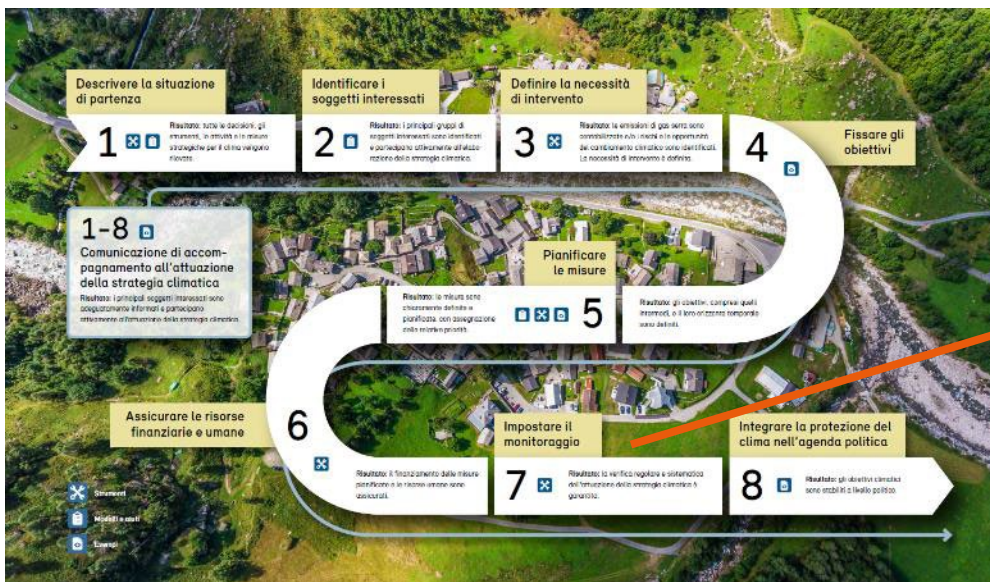 Descrivere la situazione
di partenza
1
Risultato: tutte le decisioni, gli
strumenti, le attività e le misure
strategiche per il clima vengono
rilevate.
Identificare i
soggetti interessati
2
Risultato: i principali gruppi di
soggetti interessati sono identificati
e partecipano attivamente all'elabo-
razione della strategia climatica.
Definire la necessità
di intervento
3
Risultato: le emissioni di gas serra sono
contabilizzate e/o i rischi e le opportunità
del cambiamento climatico sono identificati.
La necessità di intervento è definita.
4
Fissare gli
obiettivi
Risultato: gli obiettivi, compresi quelli
intermedi, e il loro orizzonte temporale
sono definiti.
1-8
Comunicazione di accom-
pagnamento all'attuazione
della strategia climatica
Risultato: i principali soggetti interessati sono
adeguatamente informati e partecipano
attivamente all'attuazione della strategia climatica.
Pianificare
le misure
5
Risultato: le misure sono
chiaramente definite e
pianificate, con assegnazione
della relativa priorità.
Assicurare le risorse
finanziarie e umane
6
Risultato: il finanziamento delle misure
pianificate e le risorse umane sono
assicurati.
Impostare il
monitoraggio
7
Risultato: la verifica regolare e sistematica
dell'attuazione della strategia climatica è
garantita.
Integrare la protezione del
clima nell'agenda politica
8
Risultato: gli obiettivi climatici
sono stabiliti a livello politico.
Strumenti
Modelli e aiuti
Esempi